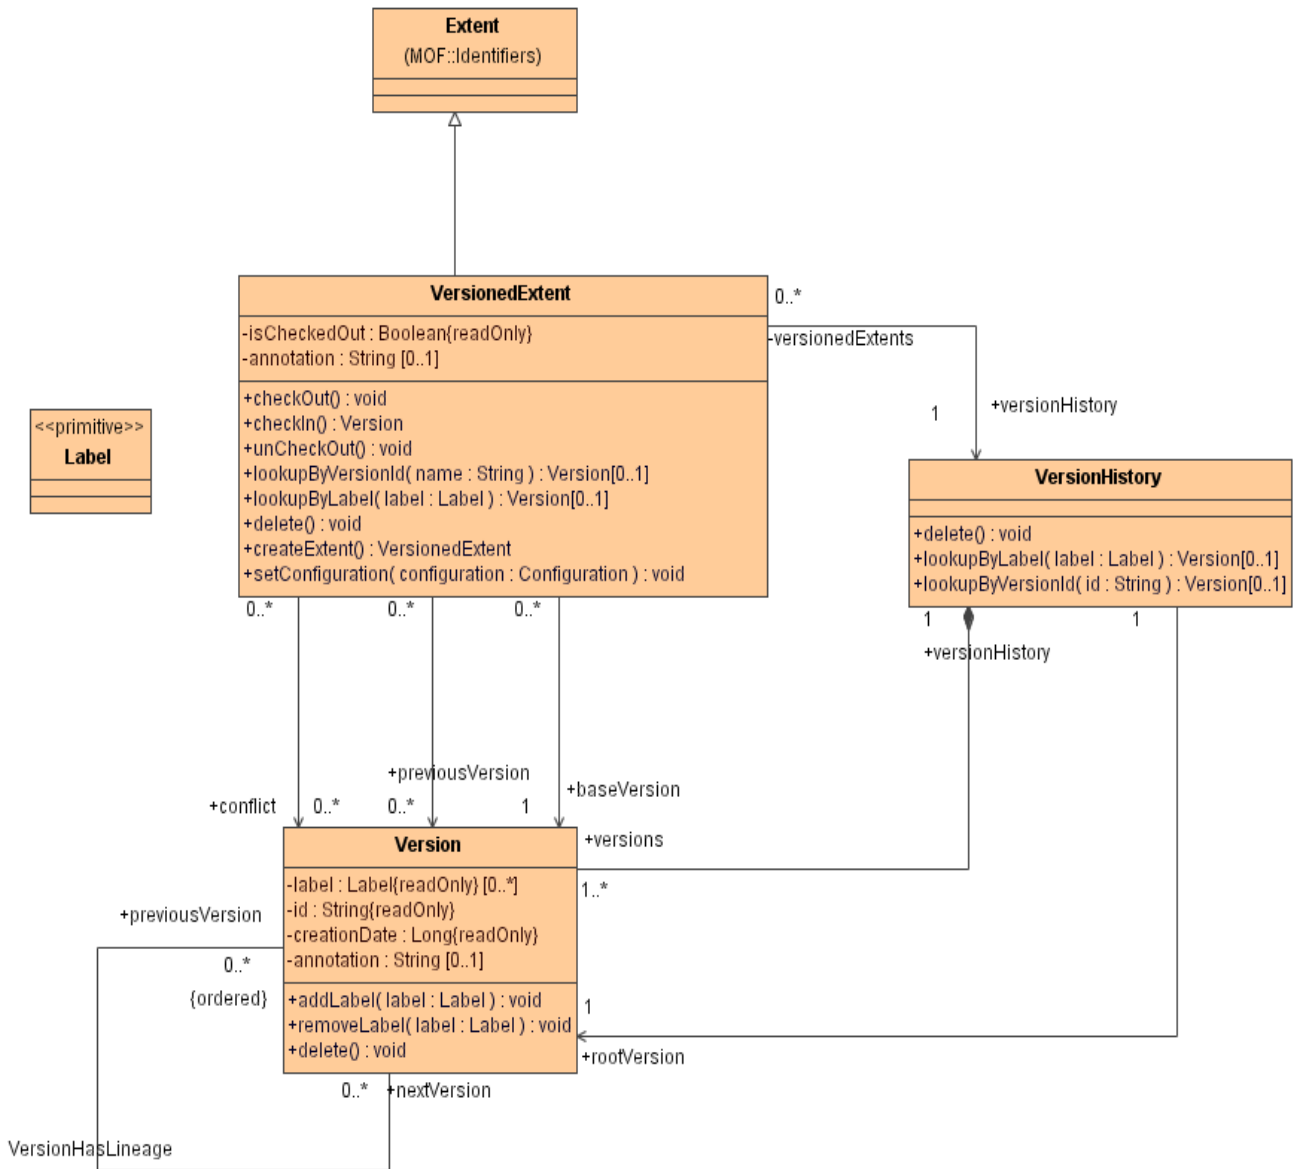 Extent
(MOF::Identifiers)
VersionedExtent
-isCheckedOut : Boolean{readOnly}
-annotation : String [0..1]
+checkOut() : void
+checkIn() : Version
+unCheckOut() : void
+lookupByVersionId( name : String ) : Version[0..1]
+lookupByLabel( label : Label ) : Version[0..1]
+delete() : void
+createExtent() : VersionedExtent
+setConfiguration( configuration : Configuration ) : void
0..*
-versionedExtents
1
+versionHistory
<<primitive>>
Label
VersionHistory
+delete() : void
+lookupByLabel( label : Label ) : Version[0..1]
+lookupByVersionId( id : String ) : Version[0..1]
0..*
0..*
0..*
1
+versionHistory
1
+conflict
0..*
+previousVersion
0..*
1
+baseVersion
+versions
1..*
Version
-label : Label{readOnly} [0..*]
-id : String{readOnly}
-creationDate : Long{readOnly}
-annotation : String [0..1]
+addLabel( label : Label ) : void
+removeLabel( label : Label ) : void
+delete() : void
+previousVersion
0..*
{ordered}
1
+rootVersion
0..*
+nextVersion
VersionHasLineage